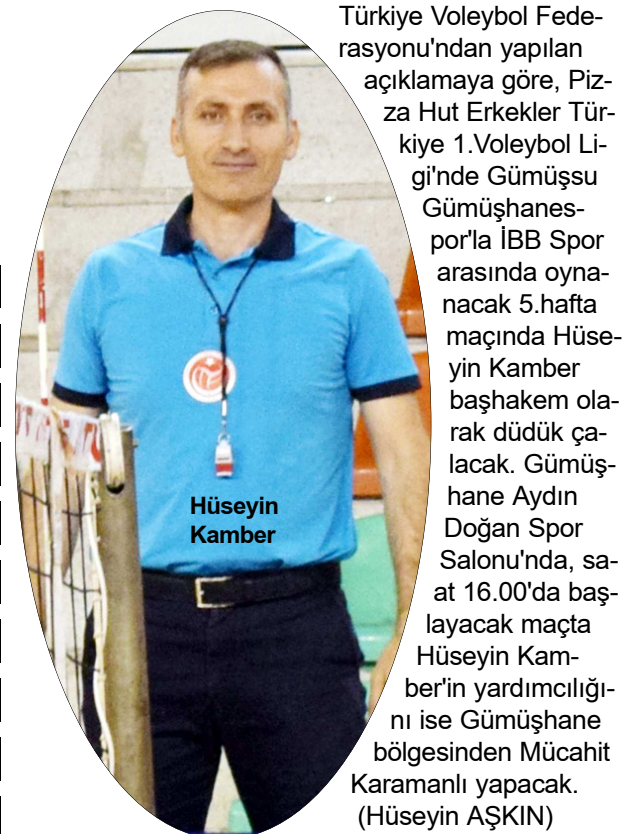 Türkiye Voleybol Fede-
rasyonu'ndan yapılan
açıklamaya göre, Piz-
za Hut Erkekler Tür-
kiye 1.Voleybol Li-
gi'nde Gümüşsu
Gümüşhanes-
por'la İBB Spor
arasında oyna-
nacak 5.hafta
maçında Hüse-
yin Kamber
başhakem ola-
rak düdük ça-
lacak. Gümüş-
hane Aydın
Doğan Spor
Salonu'nda, sa-
at 16.00'da baş-
layacak maçta
Hüseyin Kam-
ber'in yardımcılığı-
nı ise Gümüşhane
bölgesinden Mücahit
Karamanlı yapacak.
(Hüseyin AŞKIN)
Hüseyin
Kamber